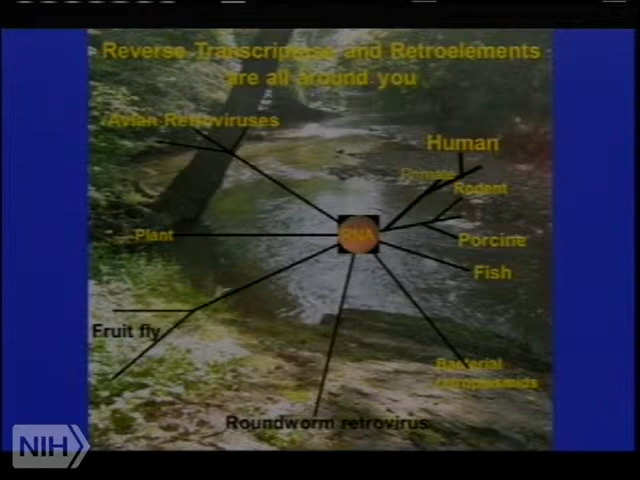 Reverse Transcriptase and Retroelements
are all around you
Avian Retroviruses
Human
Primate
Rodent
Plant
RNA
Porcine
Fish
Fruit fly
Bacterial
Roundworm retrovirus
NIH